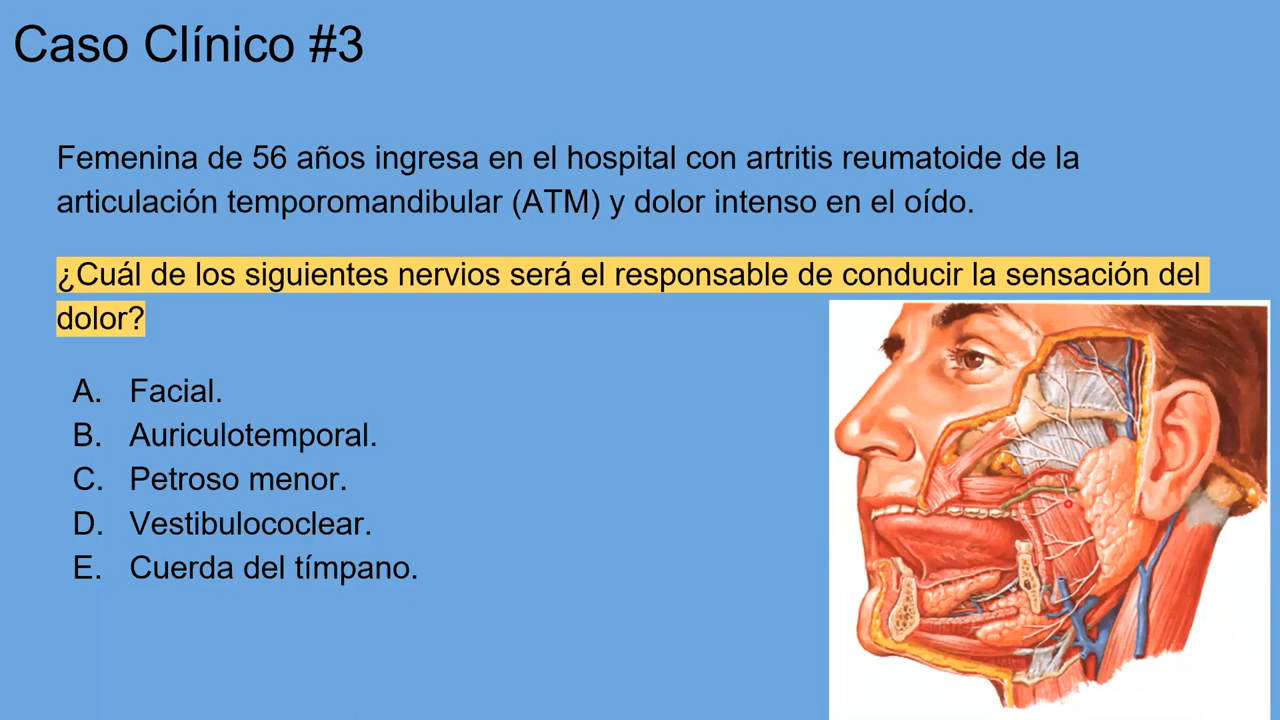 Caso Clínico #3
Femenina de 56 años ingresa en el hospital con artritis reumatoide de la
articulación temporomandibular (ATM) y dolor intenso en el oído.
¿Cuál de los siguientes nervios será el responsable de conducir la sensación del
dolor?
A. Facial.
B. Auriculotemporal.
C. Petroso menor.
D. Vestibulococlear.
E. Cuerda del tímpano.